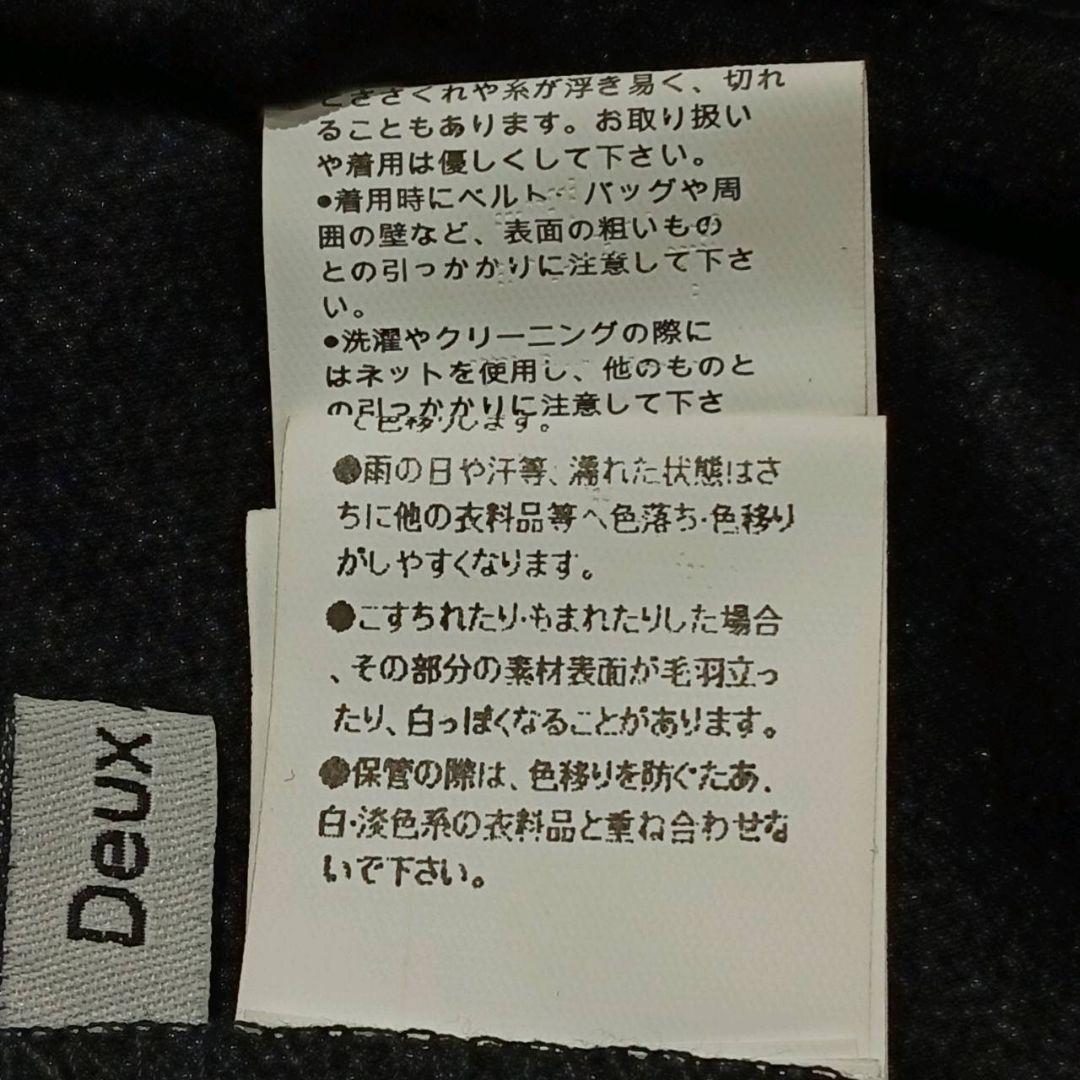 とささくれや糸が浮き易く、切れ
ることもあります。お取り扱い
や着用は優しくして下さい。
●着用時にベルト・バッグや周
囲の壁など、表面の粗いもの
との引っかかりに注意して下さ
い。
●洗濯やクリーニングの際に
はネットを使用し、他のものと
の引っかかりに注意して下さ
て色移りします。
●雨の日や汗等、濡れた状態はさ
らに他の衣料品等へ色落ち・色移り
がしやすくなります。
●こすられたり・もまれたりした場合
、その部分の素材表面が毛羽立っ
たり、白っぽくなることがあります。
●保管の際は、色移りを防ぐため、
白・淡色系の衣料品と重ね合わせな
いで下さい。
Deux